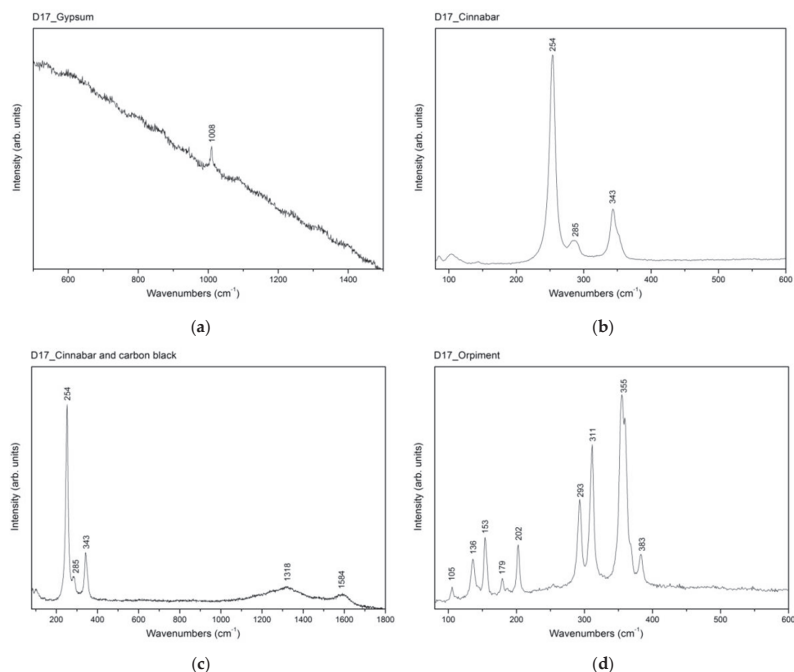 D17_Gypsum
Intensity (arb. units)
1008
600 800 1000 1200 1400
Wavenumbers (cm⁻¹)
(a)
D17_Cinnabar
Intensity (arb. units)
254
285
343
100 200 300 400 500 600
Wavenumbers (cm⁻¹)
(b)
D17_Cinnabar and carbon black
Intensity (arb. units)
254
285
343
1318
1584
200 400 600 800 1000 1200 1400 1600 1800
Wavenumbers (cm⁻¹)
(c)
D17_Orpiment
Intensity (arb. units)
105
136
153
179
202
293
311
355
383
100 200 300 400 500 600
Wavenumbers (cm⁻¹)
(d)